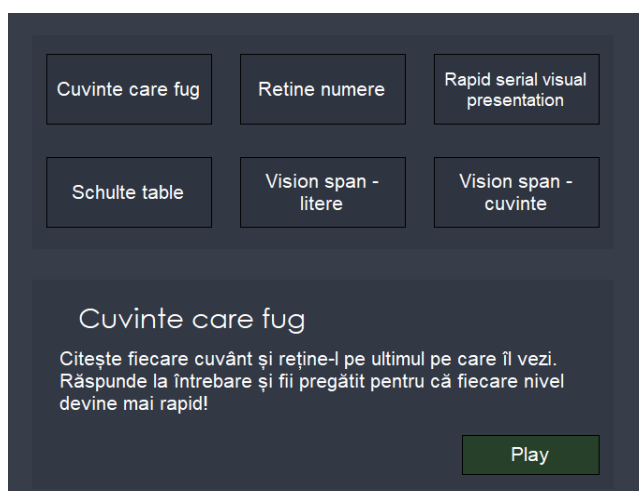 Cuvinte care fug
Retine numere
Rapid serial visual
presentation
Schulte table
Vision span -
litere
Vision span -
cuvinte
Cuvinte care fug
Citește fiecare cuvânt și reține-l pe ultimul pe care îl vezi.
Răspunde la întrebare și fii pregătit pentru că fiecare nivel
devine mai rapid!
Play